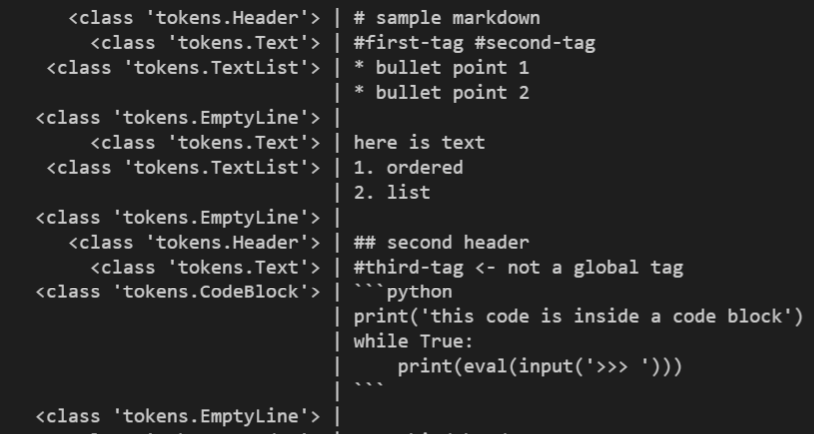 <class 'tokens.Header'> | # sample markdown
<class 'tokens.Text'> | #first-tag #second-tag
<class 'tokens.TextList'> | * bullet point 1
| * bullet point 2
<class 'tokens.EmptyLine'> |
<class 'tokens.Text'> | here is text
<class 'tokens.TextList'> | 1. ordered
| 2. list
<class 'tokens.EmptyLine'> |
<class 'tokens.Header'> | ## second header
<class 'tokens.Text'> | #third-tag <- not a global tag
<class 'tokens.CodeBlock'> | ```python
| print('this code is inside a code block')
| while True:
|     print(eval(input('>>> ')))
| ```
<class 'tokens.EmptyLine'> |